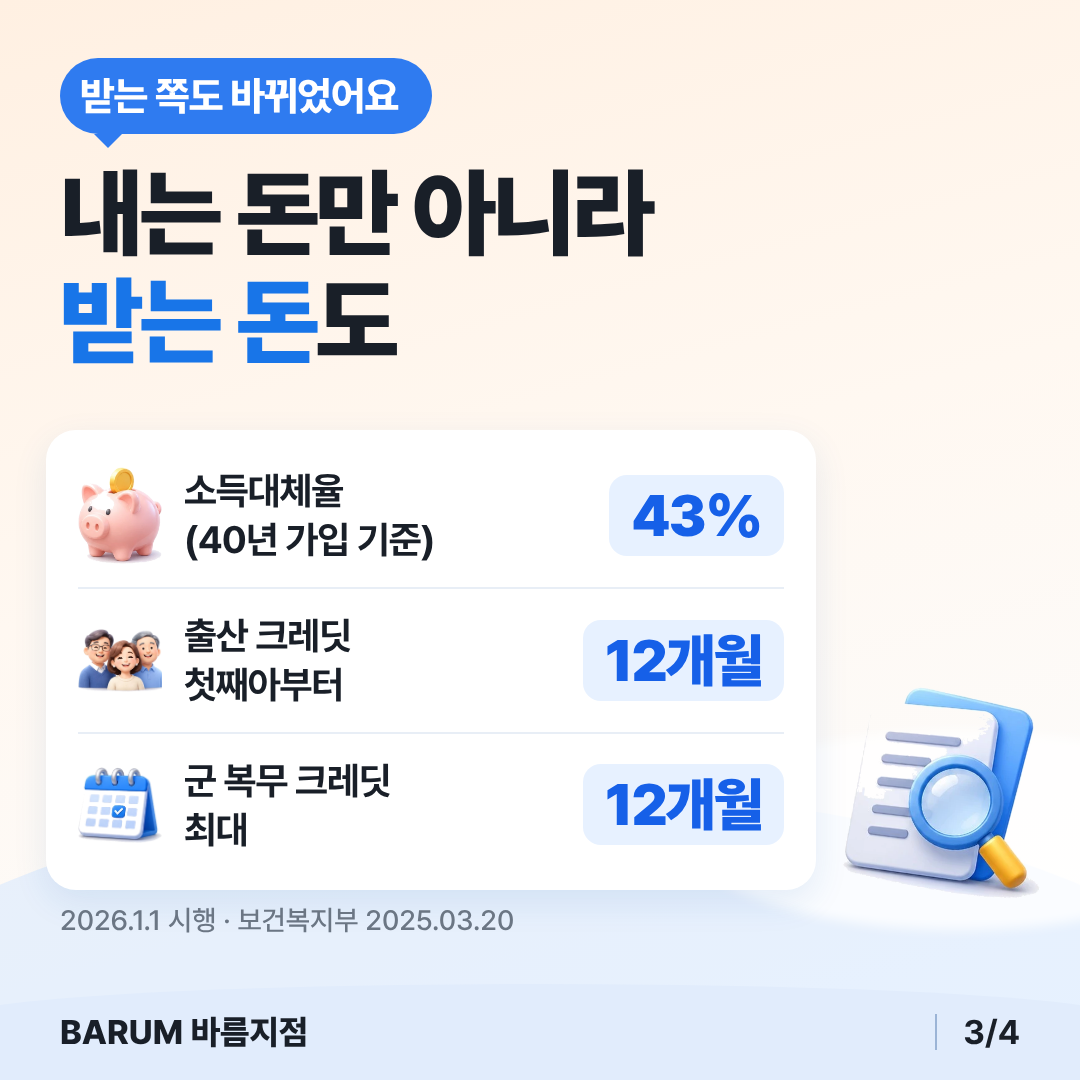 받는 쪽도 바뀌었어요
내는 돈만 아니라
받는 돈도
소득대체율
(40년 가입 기준)
43%
출산 크레딧
첫째아부터
12개월
군 복무 크레딧
최대
12개월
2026.1.1 시행 · 보건복지부 2025.03.20
BARUM 바름지점
3/4